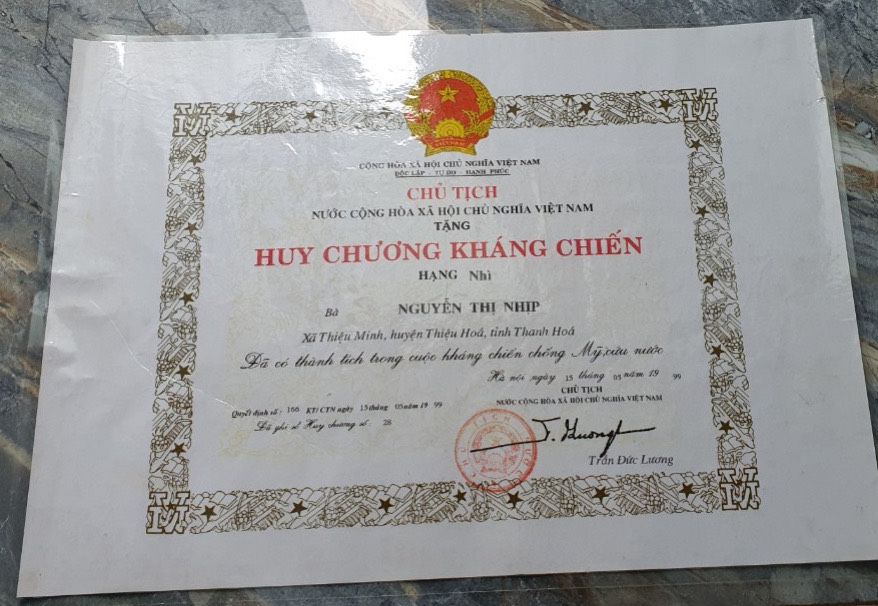 VIỆT NAM
CỘNG HÒA XÃ HỘI CHỦ NGHĨA VIỆT NAM
ĐỘC LẬP - TỰ DO - HẠNH PHÚC
CHỦ TỊCH
NƯỚC CỘNG HÒA XÃ HỘI CHỦ NGHĨA VIỆT NAM
TẶNG
HUY CHƯƠNG KHÁNG CHIẾN
HẠNG Nhì
Bà NGUYỄN THỊ NHỊP
Xã Thiệu Minh, huyện Thiệu Hoá, tỉnh Thanh Hoá
Đã có thành tích trong cuộc kháng chiến chống Mỹ, cứu nước
Hà nội ngày 15 tháng 05 năm 19 99
CHỦ TỊCH
NƯỚC CỘNG HÒA XÃ HỘI CHỦ NGHĨA VIỆT NAM
Quyết định số: 166 KT/CTN ngày 15 tháng 05 năm 19 99
Đã ghi sổ Huy chương số: 28
T. Lương
Trần Đức Lương